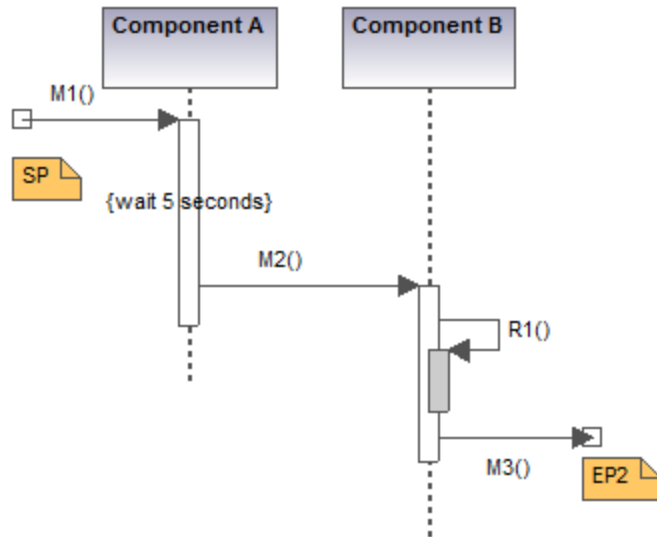 Component A
Component B
M1()
SP
{wait 5 seconds}
M2()
R1()
M3()
EP2